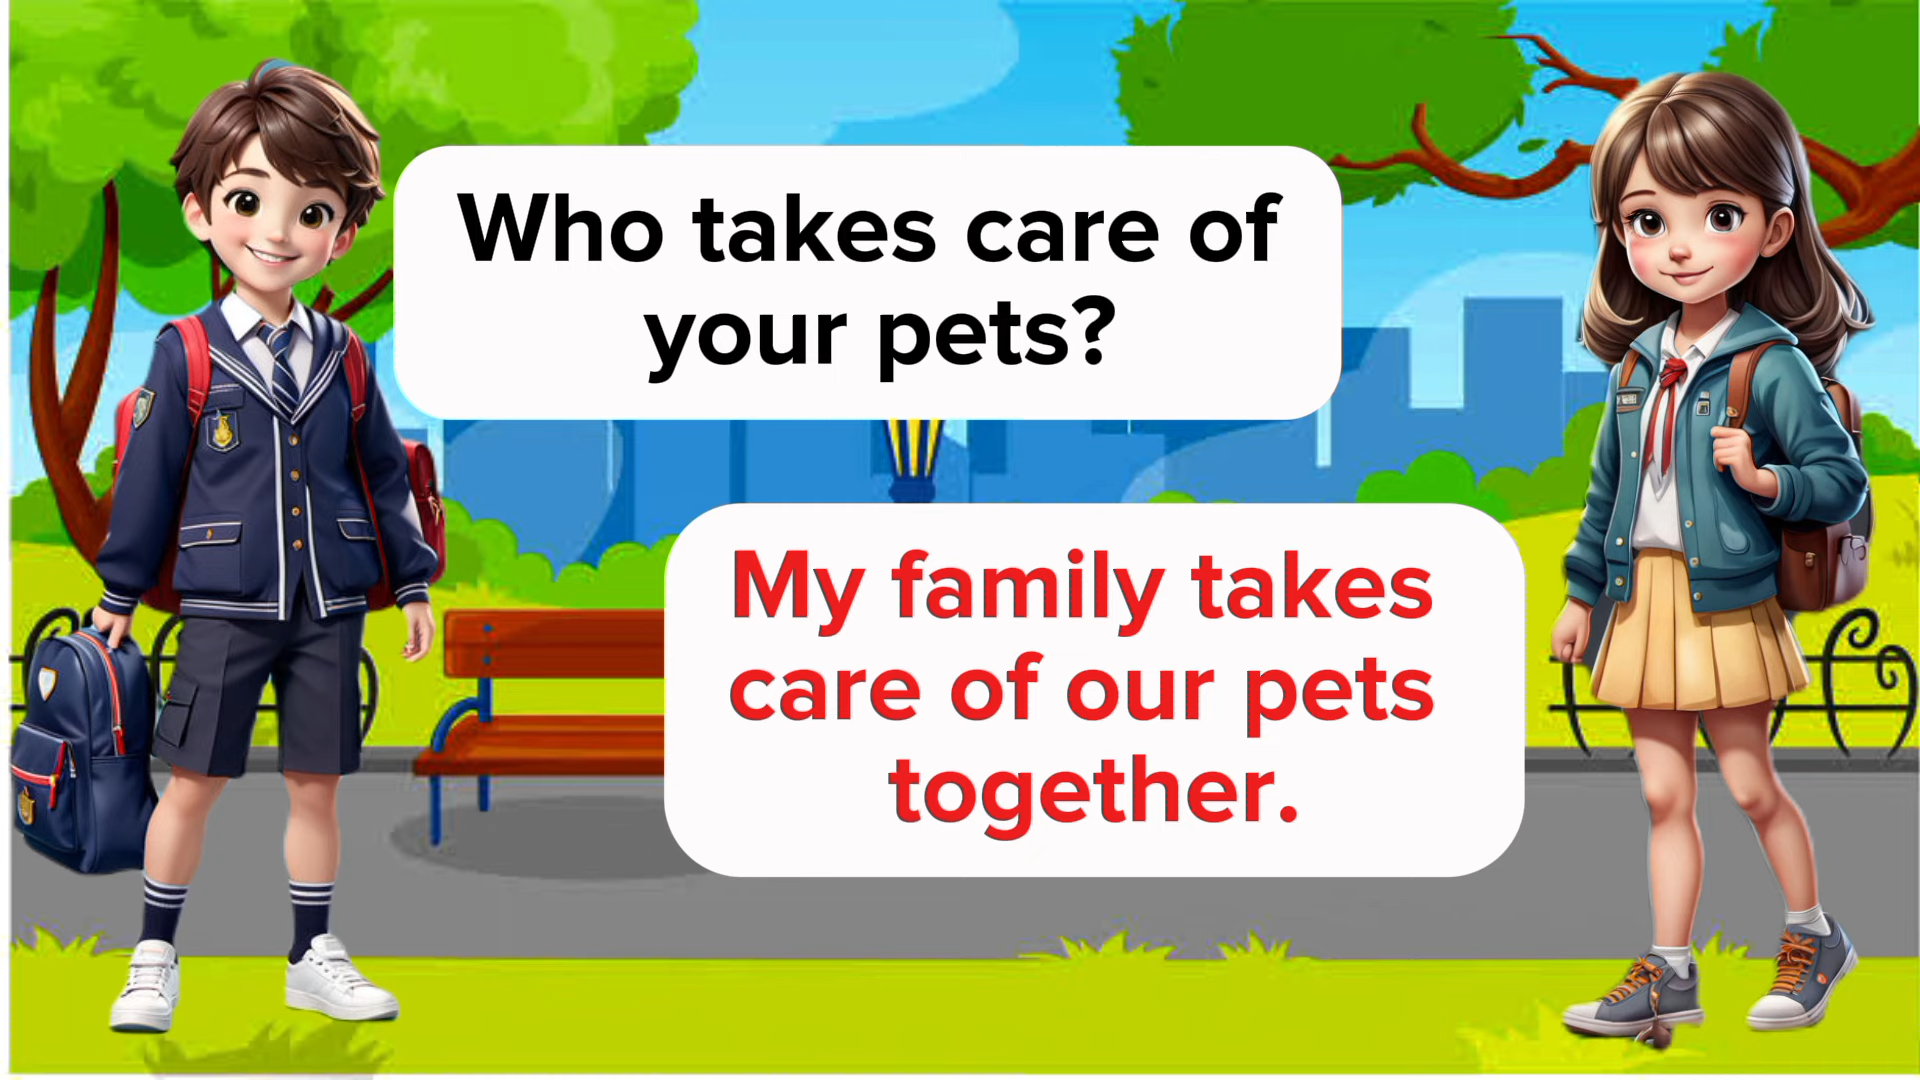 Who takes care of
your pets?
My family takes
care of our pets
together.